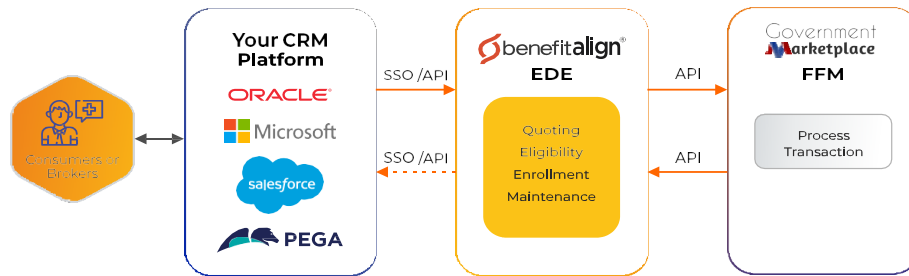 Consumers or
Brokers
Your CRM
Platform
ORACLE®
Microsoft
salesforce
PEGA
SSO /API
SSO /API
benefitalign®
EDE
Quoting
Eligibility
Enrollment
Maintenance
API
API
Government
Marketplace
FFM
Process
Transaction